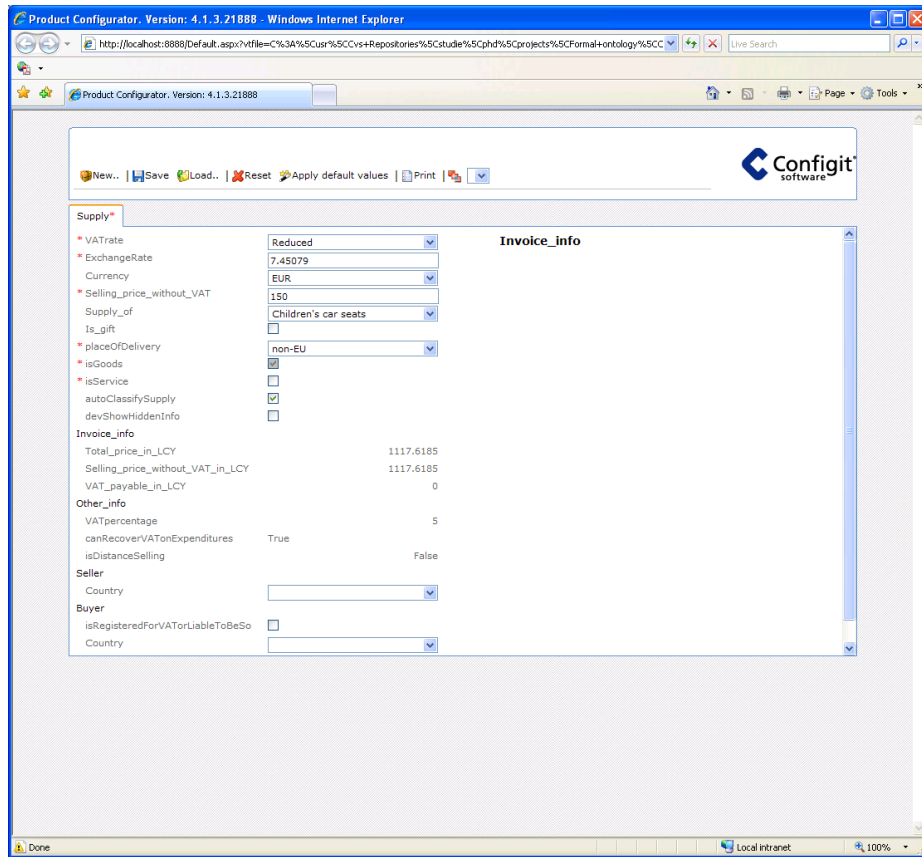 Product Configurator. Version: 4.1.3.21888 - Windows Internet Explorer
http://localhost:8888/Default.aspx?vtfile=C%3A%5Cusr%5CCvs+Repositories%5Cstudie%5Cphd%5Cprojects%5CFormal+ontology%5CC
Live Search
Product Configurator. Version: 4.1.3.21888
Page
Tools
»
New.. | Save Load.. | Reset Apply default values | Print |
Configit
software
Supply*
* VATrate Reduced
Invoice_info
* ExchangeRate 7.45079
Currency EUR
* Selling_price_without_VAT 150
Supply_of Children's car seats
Is_gift
* placeOfDelivery non-EU
* isGoods
* isService
autoClassifySupply
devShowHiddenInfo
Invoice_info
Total_price_in_LCY 1117.6185
Selling_price_without_VAT_in_LCY 1117.6185
VAT_payable_in_LCY 0
Other_info
VATpercentage 5
canRecoverVATonExpenditures True
isDistanceSelling False
Seller
Country
Buyer
isRegisteredForVATorLiableToBeSo
Country
Done
Local intranet
100%